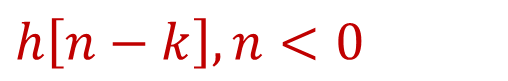 h[n − k], n < 0